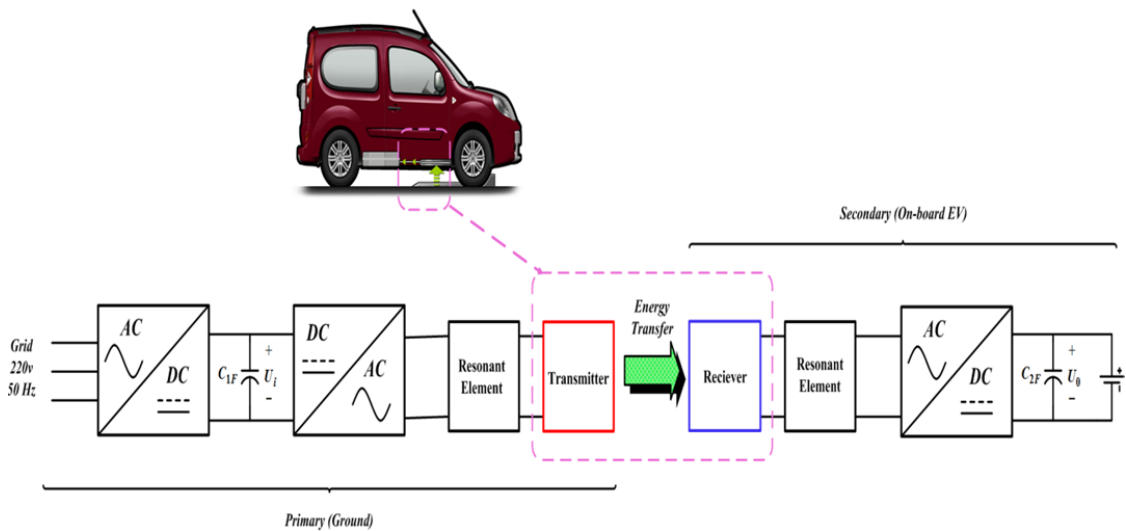 Secondary (On-board EV)
Grid
220v
50 Hz
AC
DC
C1F
+
Ui
−
DC
AC
Resonant
Element
Transmitter
Energy
Transfer
Reciever
Resonant
Element
AC
DC
C2F
+
U0
−
+
Primary (Ground)